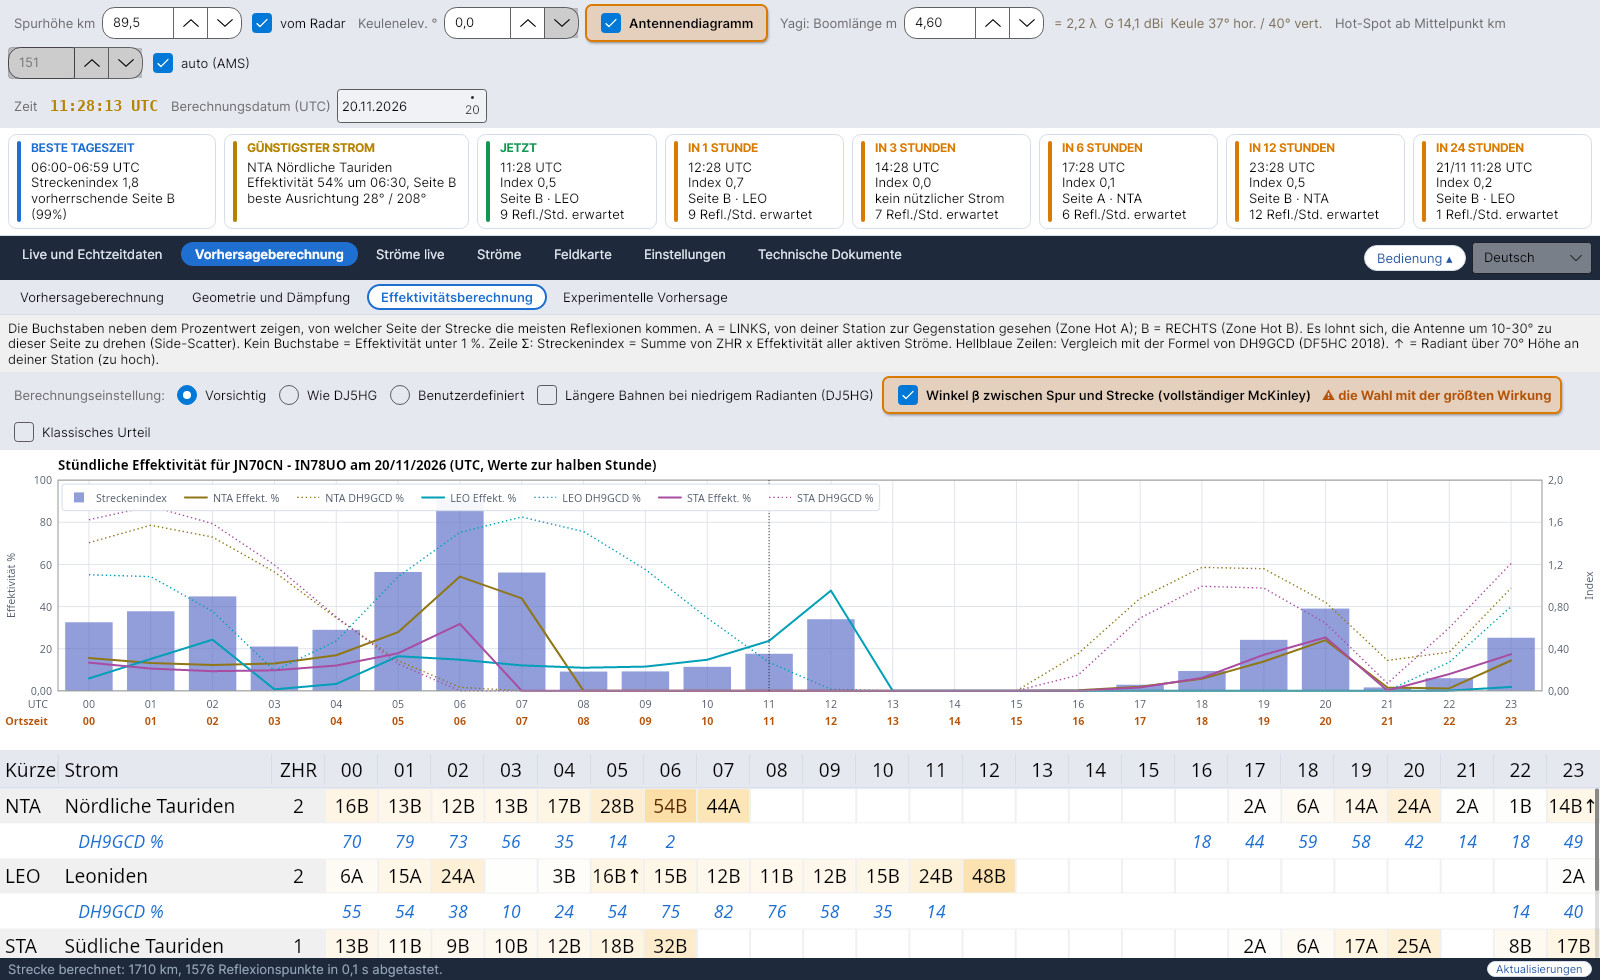 Spurhöhe km 89,5 vom Radar Keulenelev. ° 0,0 Antennendiagramm Yagi: Boomlänge m 4,60 = 2,2 λ G 14,1 dBi Keule 37° hor. / 40° vert. Hot-Spot ab Mittelpunkt km
151 auto (AMS)
Zeit 11:28:13 UTC Berechnungsdatum (UTC) 20.11.2026 20
BESTE TAGESZEIT
06:00-06:59 UTC
Streckenindex 1,8
vorherrschende Seite B
(99%)
GÜNSTIGSTER STROM
NTA Nördliche Tauriden
Effektivität 54% um 06:30, Seite B
beste Ausrichtung 28° / 208°
JETZT
11:28 UTC
Index 0,5
Seite B · LEO
9 Refl./Std. erwartet
IN 1 STUNDE
12:28 UTC
Index 0,7
Seite B · LEO
9 Refl./Std. erwartet
IN 3 STUNDEN
14:28 UTC
Index 0,0
kein nützlicher Strom
7 Refl./Std. erwartet
IN 6 STUNDEN
17:28 UTC
Index 0,1
Seite A · NTA
6 Refl./Std. erwartet
IN 12 STUNDEN
23:28 UTC
Index 0,5
Seite B · NTA
12 Refl./Std. erwartet
IN 24 STUNDEN
21/11 11:28 UTC
Index 0,2
Seite B · LEO
1 Refl./Std. erwartet
Live und Echtzeitdaten Vorhersageberechnung Ströme live Ströme Feldkarte Einstellungen Technische Dokumente Bedienung ▴ Deutsch
Vorhersageberechnung Geometrie und Dämpfung Effektivitätsberechnung Experimentelle Vorhersage
Die Buchstaben neben dem Prozentwert zeigen, von welcher Seite der Strecke die meisten Reflexionen kommen. A = LINKS, von deiner Station zur Gegenstation gesehen (Zone Hot A); B = RECHTS (Zone Hot B). Es lohnt sich, die Antenne um 10-30° zu
dieser Seite zu drehen (Side-Scatter). Kein Buchstabe = Effektivität unter 1 %. Zeile Σ: Streckenindex = Summe von ZHR x Effektivität aller aktiven Ströme. Hellblaue Zeilen: Vergleich mit der Formel von DH9GCD (DF5HC 2018). ↑ = Radiant über 70° Höhe an
deiner Station (zu hoch).
Berechnungseinstellung: Vorsichtig Wie DJ5HG Benutzerdefiniert Längere Bahnen bei niedrigem Radianten (DJ5HG) Winkel β zwischen Spur und Strecke (vollständiger McKinley) ⚠ die Wahl mit der größten Wirkung
Klassisches Urteil
Stündliche Effektivität für JN70CN - IN78UO am 20/11/2026 (UTC, Werte zur halben Stunde)
Streckenindex NTA Effekt. % NTA DH9GCD % LEO Effekt. % LEO DH9GCD % STA Effekt. % STA DH9GCD %
100 2,0
80 1,6
60 1,2
40 0,80
20 0,40
0,00 0,00
Effektivität %
Index
UTC 00 01 02 03 04 05 06 07 08 09 10 11 12 13 14 15 16 17 18 19 20 21 22 23
Ortszeit 00 01 02 03 04 05 06 07 08 09 10 11 12 13 14 15 16 17 18 19 20 21 22 23
Kürze Strom ZHR 00 01 02 03 04 05 06 07 08 09 10 11 12 13 14 15 16 17 18 19 20 21 22 23
NTA Nördliche Tauriden 2 16B 13B 12B 13B 17B 28B 54B 44A 2A 6A 14A 24A 2A 1B 14B↑
DH9GCD % 70 79 73 56 35 14 2 18 44 59 58 42 14 18 49
LEO Leoniden 2 6A 15A 24A 3B 16B↑ 15B 12B 11B 12B 15B 24B 48B 2A
DH9GCD % 55 54 38 10 24 54 75 82 76 58 35 14 14 40
STA Südliche Tauriden 1 13B 11B 9B 10B 12B 18B 32B 2A 6A 17A 25A 8B 17B
Strecke berechnet: 1710 km, 1576 Reflexionspunkte in 0,1 s abgetastet. Aktualisierungen